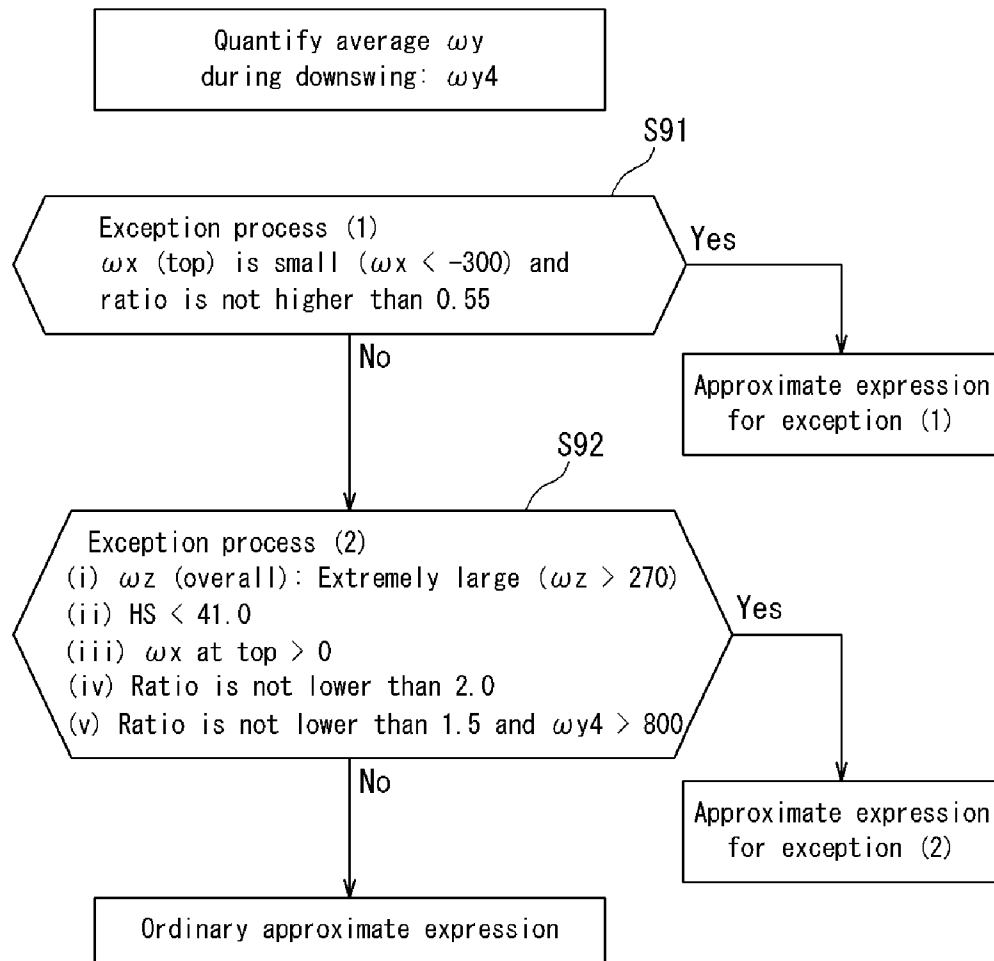 Quantify average ωy
during downswing: ωy4
S91
Exception process (1)
ωx (top) is small (ωx < -300) and
ratio is not higher than 0.55
Yes
No
Approximate expression
for exception (1)
S92
Exception process (2)
(i) ωz (overall): Extremely large (ωz > 270)
(ii) HS < 41.0
(iii) ωx at top > 0
(iv) Ratio is not lower than 2.0
(v) Ratio is not lower than 1.5 and ωy4 > 800
Yes
No
Approximate expression
for exception (2)
Ordinary approximate expression